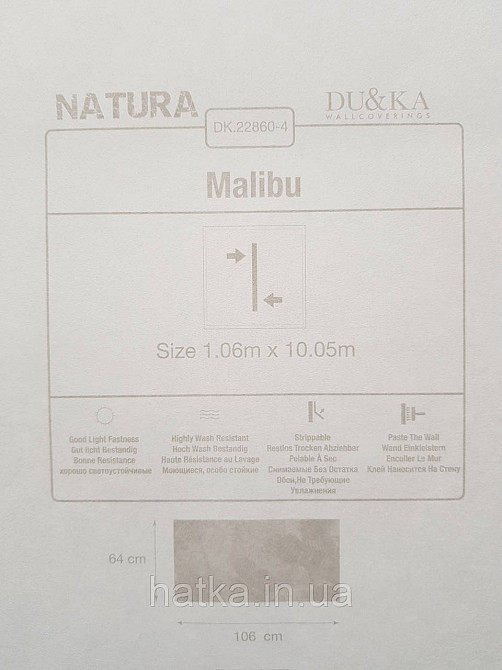 NATURA
DU&KA
WALLCOVERINGS
DK.22860-4
Malibu
Size 1.06m x 10.05m
Good Light Fastness
Gut licht Bestandig
Bonne Resistance
хорошо светоустойчивые
Highly Wash Resistant
Hoch Wash Bestandig
Haute Résistance au Lavage
Моющиеся, особо стойкие
Strippable
Restlos Trocken Abziehbar
Pelable À Sec
Снимаемые Без Остатка
Обои,Не Требующие
Увлажнения
Paste The Wall
Wand Einkleistern
Encoller Le Mur
Клей Наносится На Стену
64 cm
hatka.in.ua
106 cm